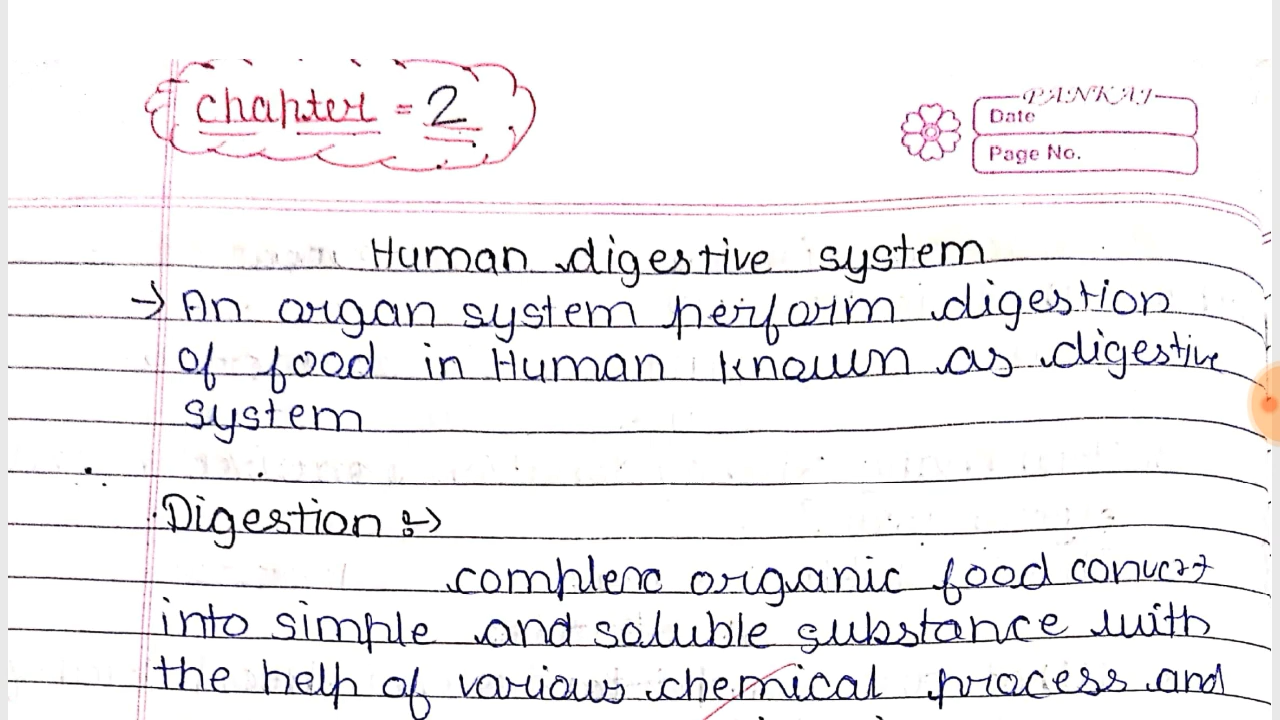 chapter = 2
PANKAJ
Date
Page No.
Human digestive system
→ An organ system perform digestion
of food in Human known as digestive
system
Digestion :→
complex organic food convert
into simple and soluble substance with
the help of various chemical process and